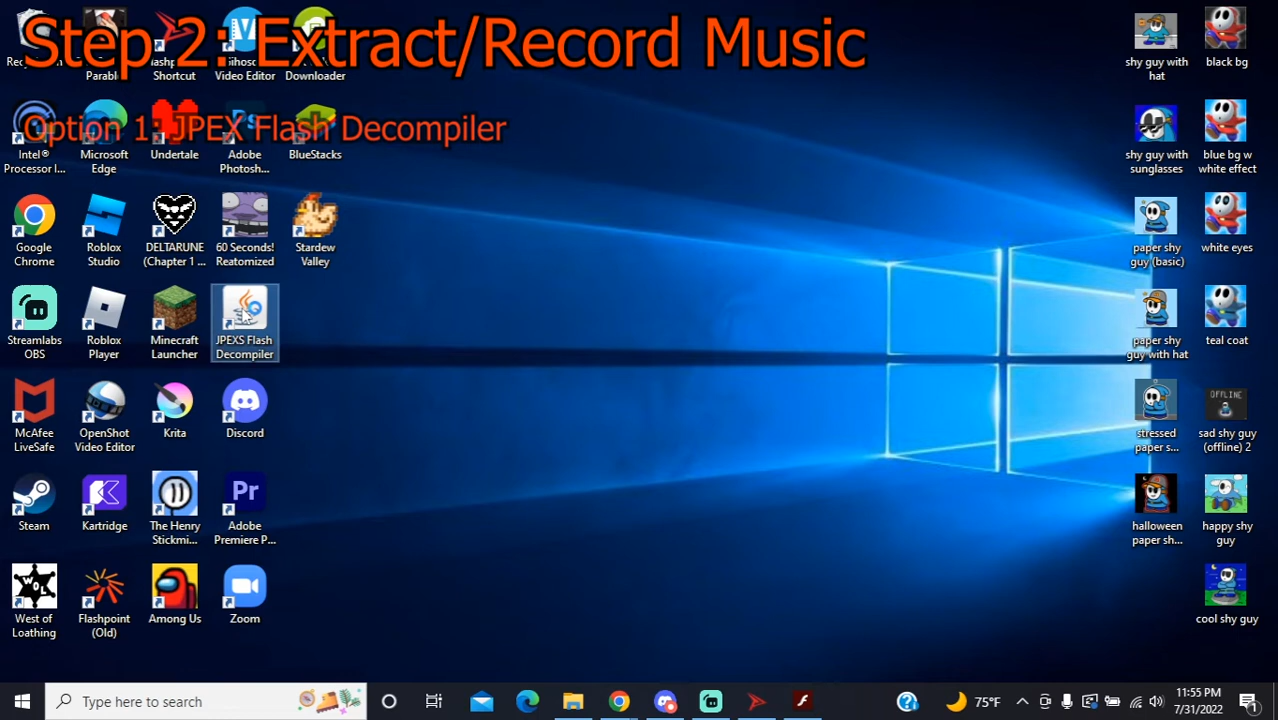 Step 2: Extract/Record Music
Option 1: JPEX Flash Decompiler
Shortcut
Video Editor
Downloader
shy guy with
hat
black bg
Intel®
Processor I...
Microsoft
Edge
Undertale
Adobe
Photosh...
BlueStacks
shy guy with
sunglasses
blue bg w
white effect
Google
Chrome
Roblox
Studio
DELTARUNE
(Chapter 1 ...
60 Seconds!
Reatomized
Stardew
Valley
paper shy
guy (basic)
white eyes
Streamlabs
OBS
Roblox
Player
Minecraft
Launcher
JPEXS Flash
Decompiler
paper shy
guy with hat
teal coat
McAfee
LiveSafe
OpenShot
Video Editor
Krita
Discord
stressed
paper s...
OFFLINE
sad shy guy
(offline) 2
Steam
Kartridge
The Henry
Stickmi...
Pr
Adobe
Premiere P...
halloween
paper sh...
happy shy
guy
WOL
West of
Loathing
Flashpoint
(Old)
Among Us
Zoom
cool shy guy
Type here to search
75°F
11:55 PM
7/31/2022
1